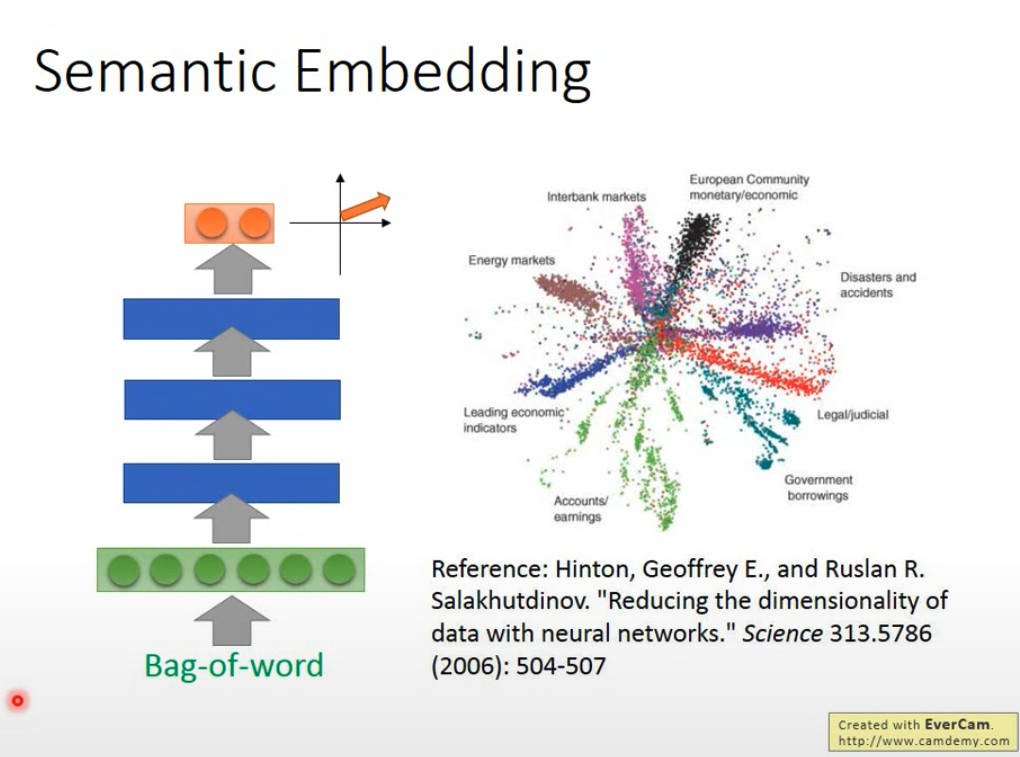 Semantic Embedding
Interbank markets
European Community
monetary/economic
Energy markets
Disasters and
accidents
Leading economic
indicators
Legal/judicial
Government
borrowings
Accounts/
earnings
Reference: Hinton, Geoffrey E., and Ruslan R.
Salakhutdinov. "Reducing the dimensionality of
data with neural networks." Science 313.5786
(2006): 504-507
Bag-of-word
Created with EverCam.
http://www.camdemy.com